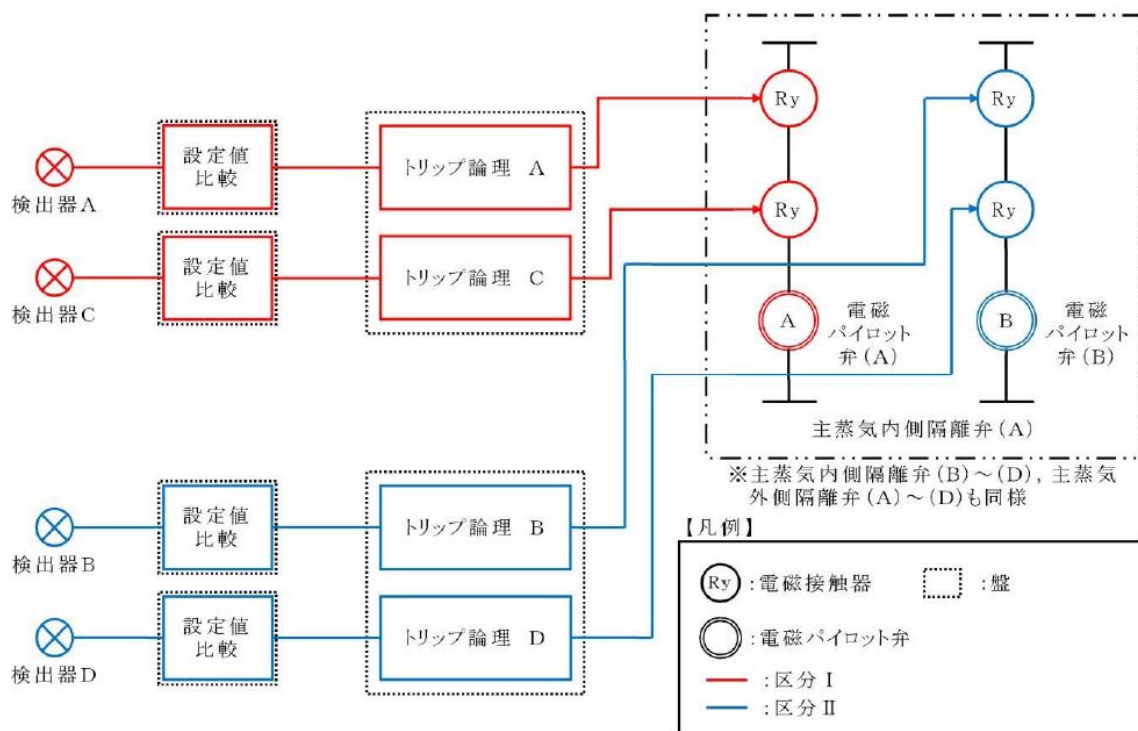 検出器A
設定値
比較
トリップ論理 A
Ry
Ry
検出器C
設定値
比較
トリップ論理 C
Ry
Ry
A
電磁
パイロット
弁(A)
B
電磁
パイロット
弁(B)
主蒸気内側隔離弁(A)
※主蒸気内側隔離弁(B)～(D),主蒸気
外側隔離弁(A)～(D)も同様
検出器B
設定値
比較
トリップ論理 B
検出器D
設定値
比較
トリップ論理 D
【凡例】
Ry :電磁接触器
:盤
:電磁パイロット弁
:区分Ⅰ
:区分Ⅱ